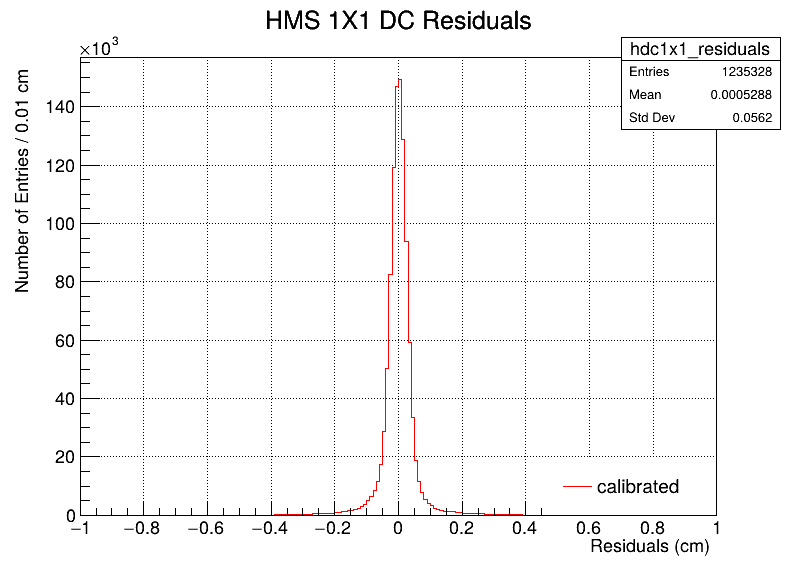 HMS 1X1 DC Residuals
×10³
hdc1x1_residuals
Entries 1235328
Mean 0.0005288
Std Dev 0.0562
Number of Entries / 0.01 cm
140
120
100
80
60
40
20
0
calibrated
−1 −0.8 −0.6 −0.4 −0.2 0 0.2 0.4 0.6 0.8 1
Residuals (cm)